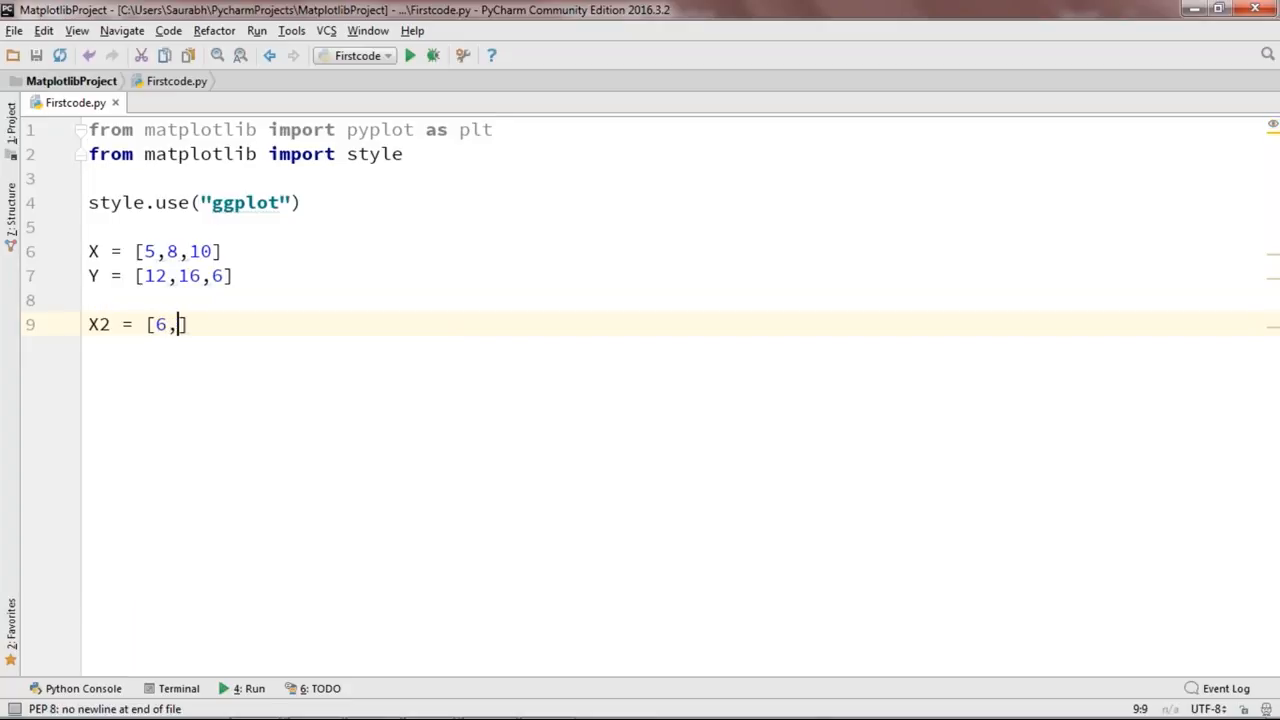 MatplotlibProject - [C:\Users\Saurabh\PycharmProjects\MatplotlibProject] - ...\Firstcode.py - PyCharm Community Edition 2016.3.2
File Edit View Navigate Code Refactor Run Tools VCS Window Help
Firstcode
MatplotlibProject Firstcode.py
Firstcode.py
1: Project
Z: Structure
2: Favorites
1 from matplotlib import pyplot as plt
2 from matplotlib import style
3
4 style.use("ggplot")
5
6 X = [5,8,10]
7 Y = [12,16,6]
8
9 X2 = [6,]
Python Console Terminal 4: Run 6: TODO Event Log
PEP 8: no newline at end of file 9:9 n/a UTF-8